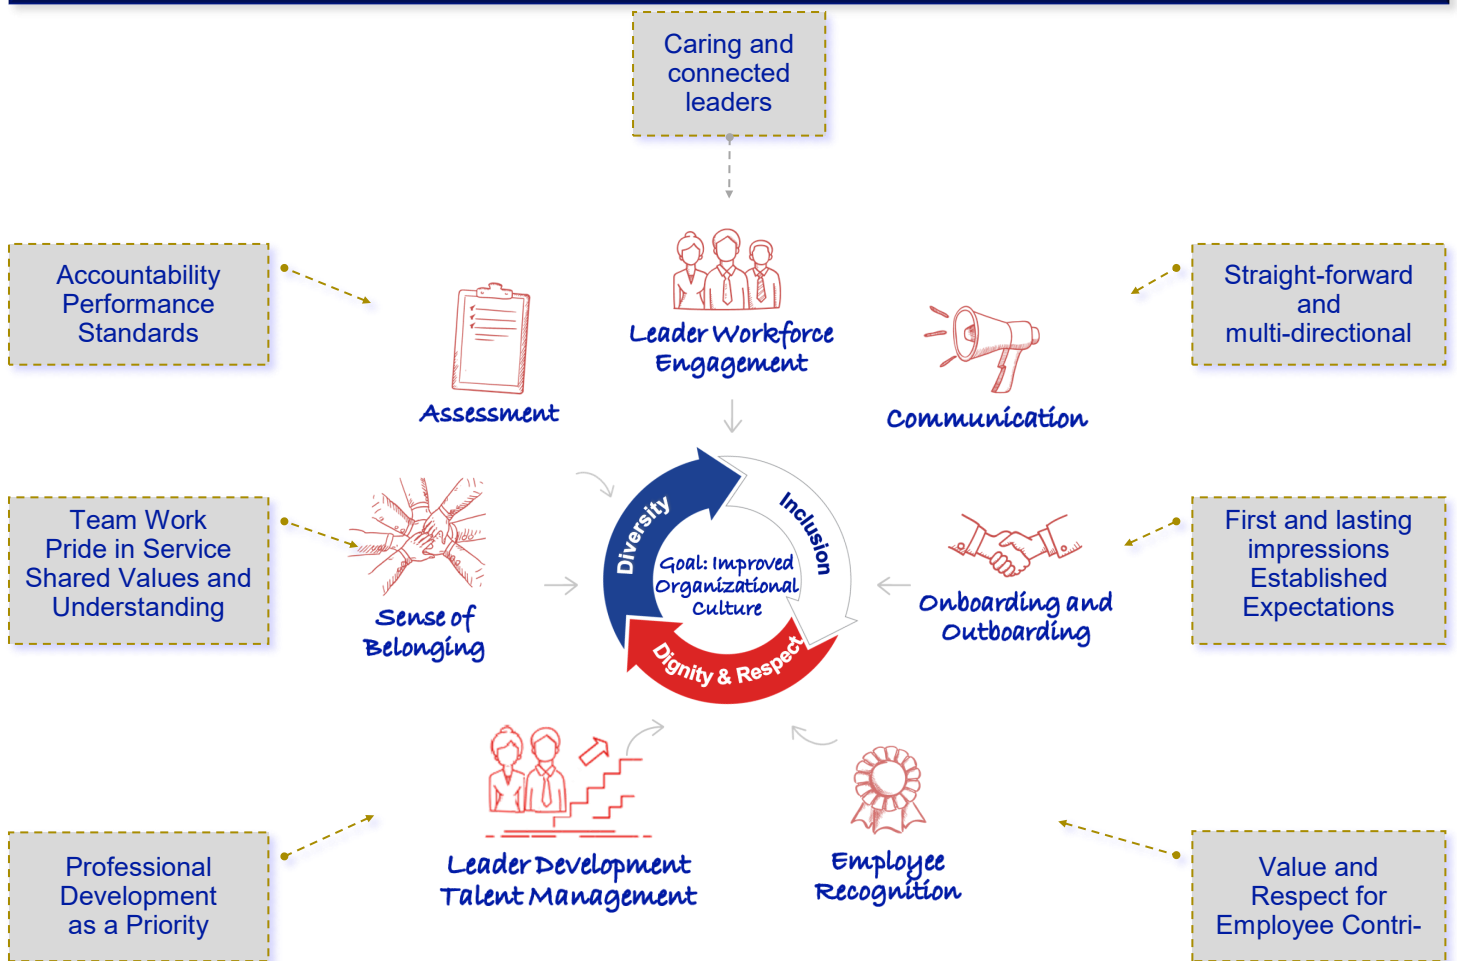 Caring and
connected
leaders
Accountability
Performance
Standards
Straight-forward
and
multi-directional
Leader Workforce
Engagement
Assessment
Communication
Team Work
Pride in Service
Shared Values and
Understanding
First and lasting
impressions
Established
Expectations
Diversity
Inclusion
Dignity & Respect
Goal: Improved
Organizational
Culture
Sense of
Belonging
Onboarding and
Outboarding
Professional
Development
as a Priority
Leader Development
Talent Management
Employee
Recognition
Value and
Respect for
Employee Contri-